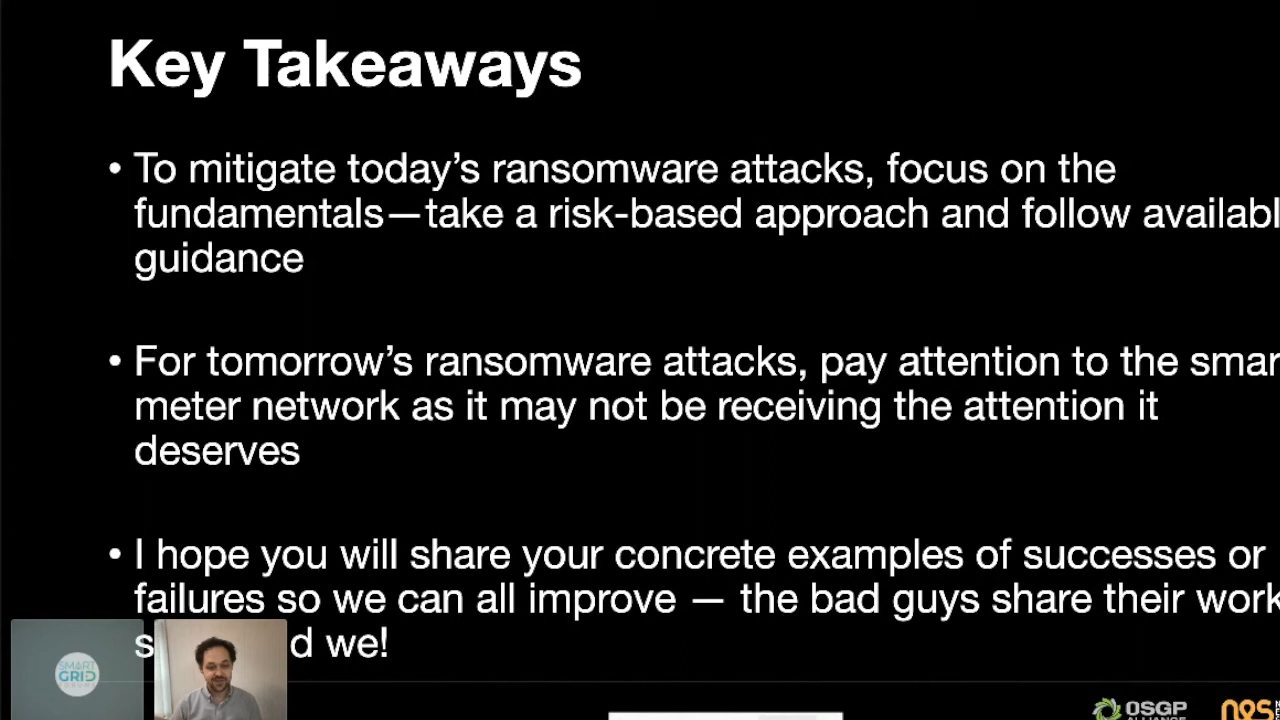 Key Takeaways
• To mitigate today’s ransomware attacks, focus on the
fundamentals—take a risk-based approach and follow availabl
guidance
• For tomorrow’s ransomware attacks, pay attention to the smar
meter network as it may not be receiving the attention it
deserves
• I hope you will share your concrete examples of successes or
failures so we can all improve — the bad guys share their work
s d we!
SMART
GRID
OSGP
ALLIANCE
nes